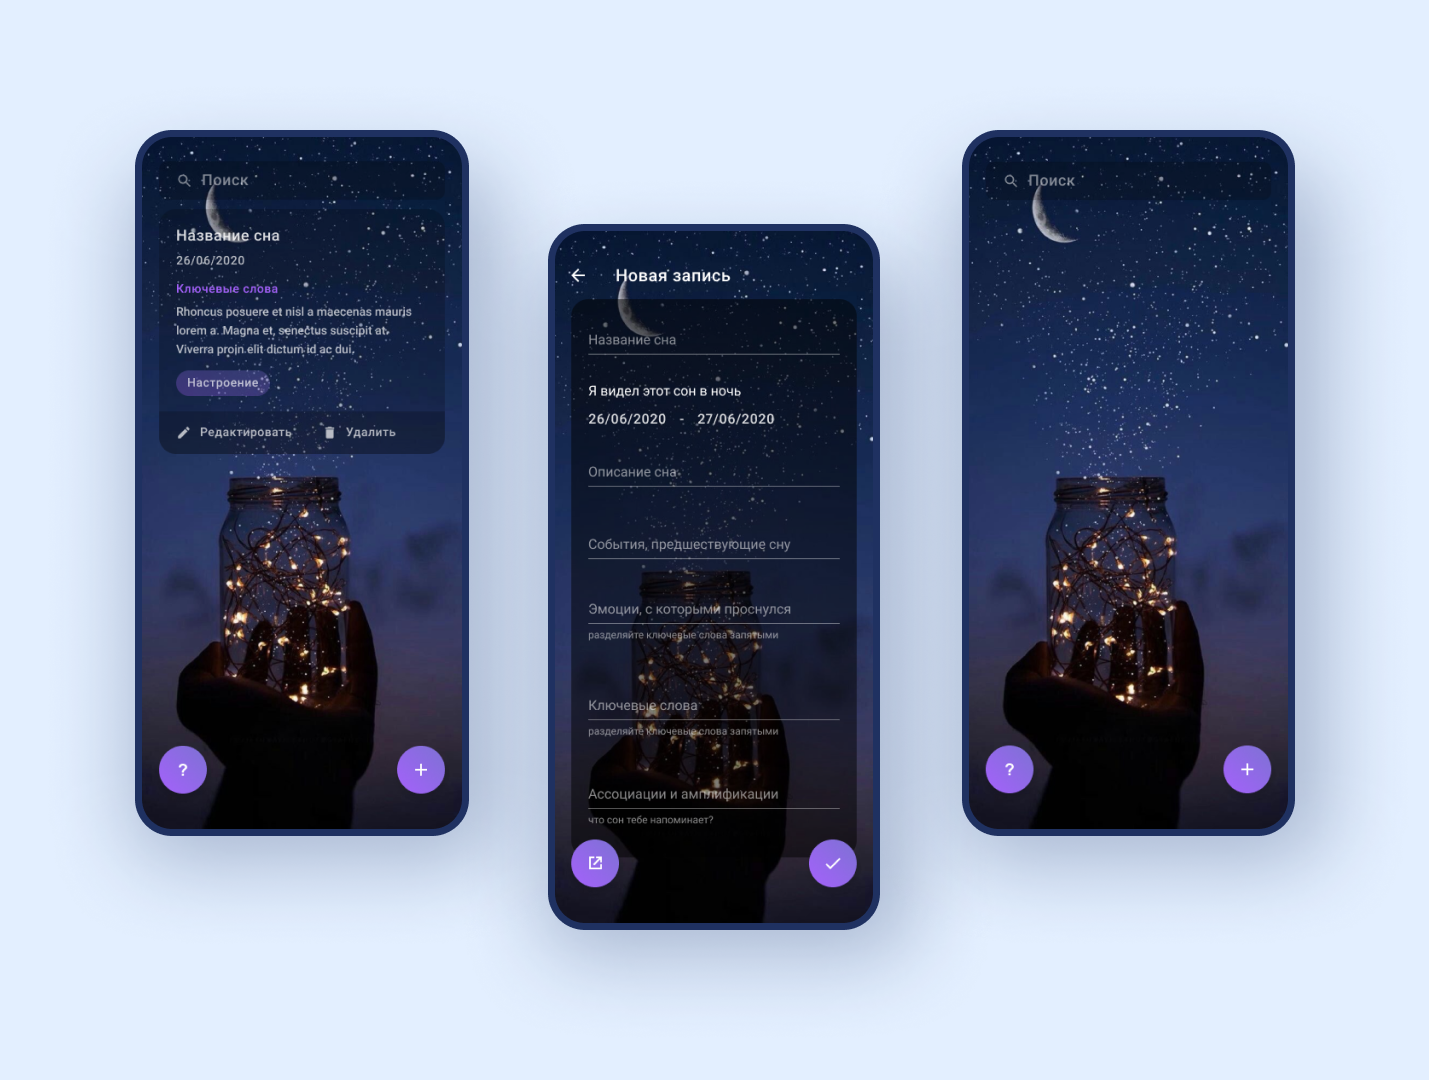 Поиск
Название сна
26/06/2020
Ключевые слова
Rhoncus posuere et nisl a maecenas mauris
lorem a. Magna et, senectus suscipit at.
Viverra proin elit dictum id ac dui.
Настроение
Редактировать Удалить
?
+
Новая запись
Название сна
Я видел этот сон в ночь
26/06/2020 - 27/06/2020
Описание сна
События, предшествующие сну
Эмоции, с которыми проснулся
разделяйте ключевые слова запятыми
Ключевые слова
разделяйте ключевые слова запятыми
Ассоциации и амплификации
что сон тебе напоминает?
Поиск
?
+